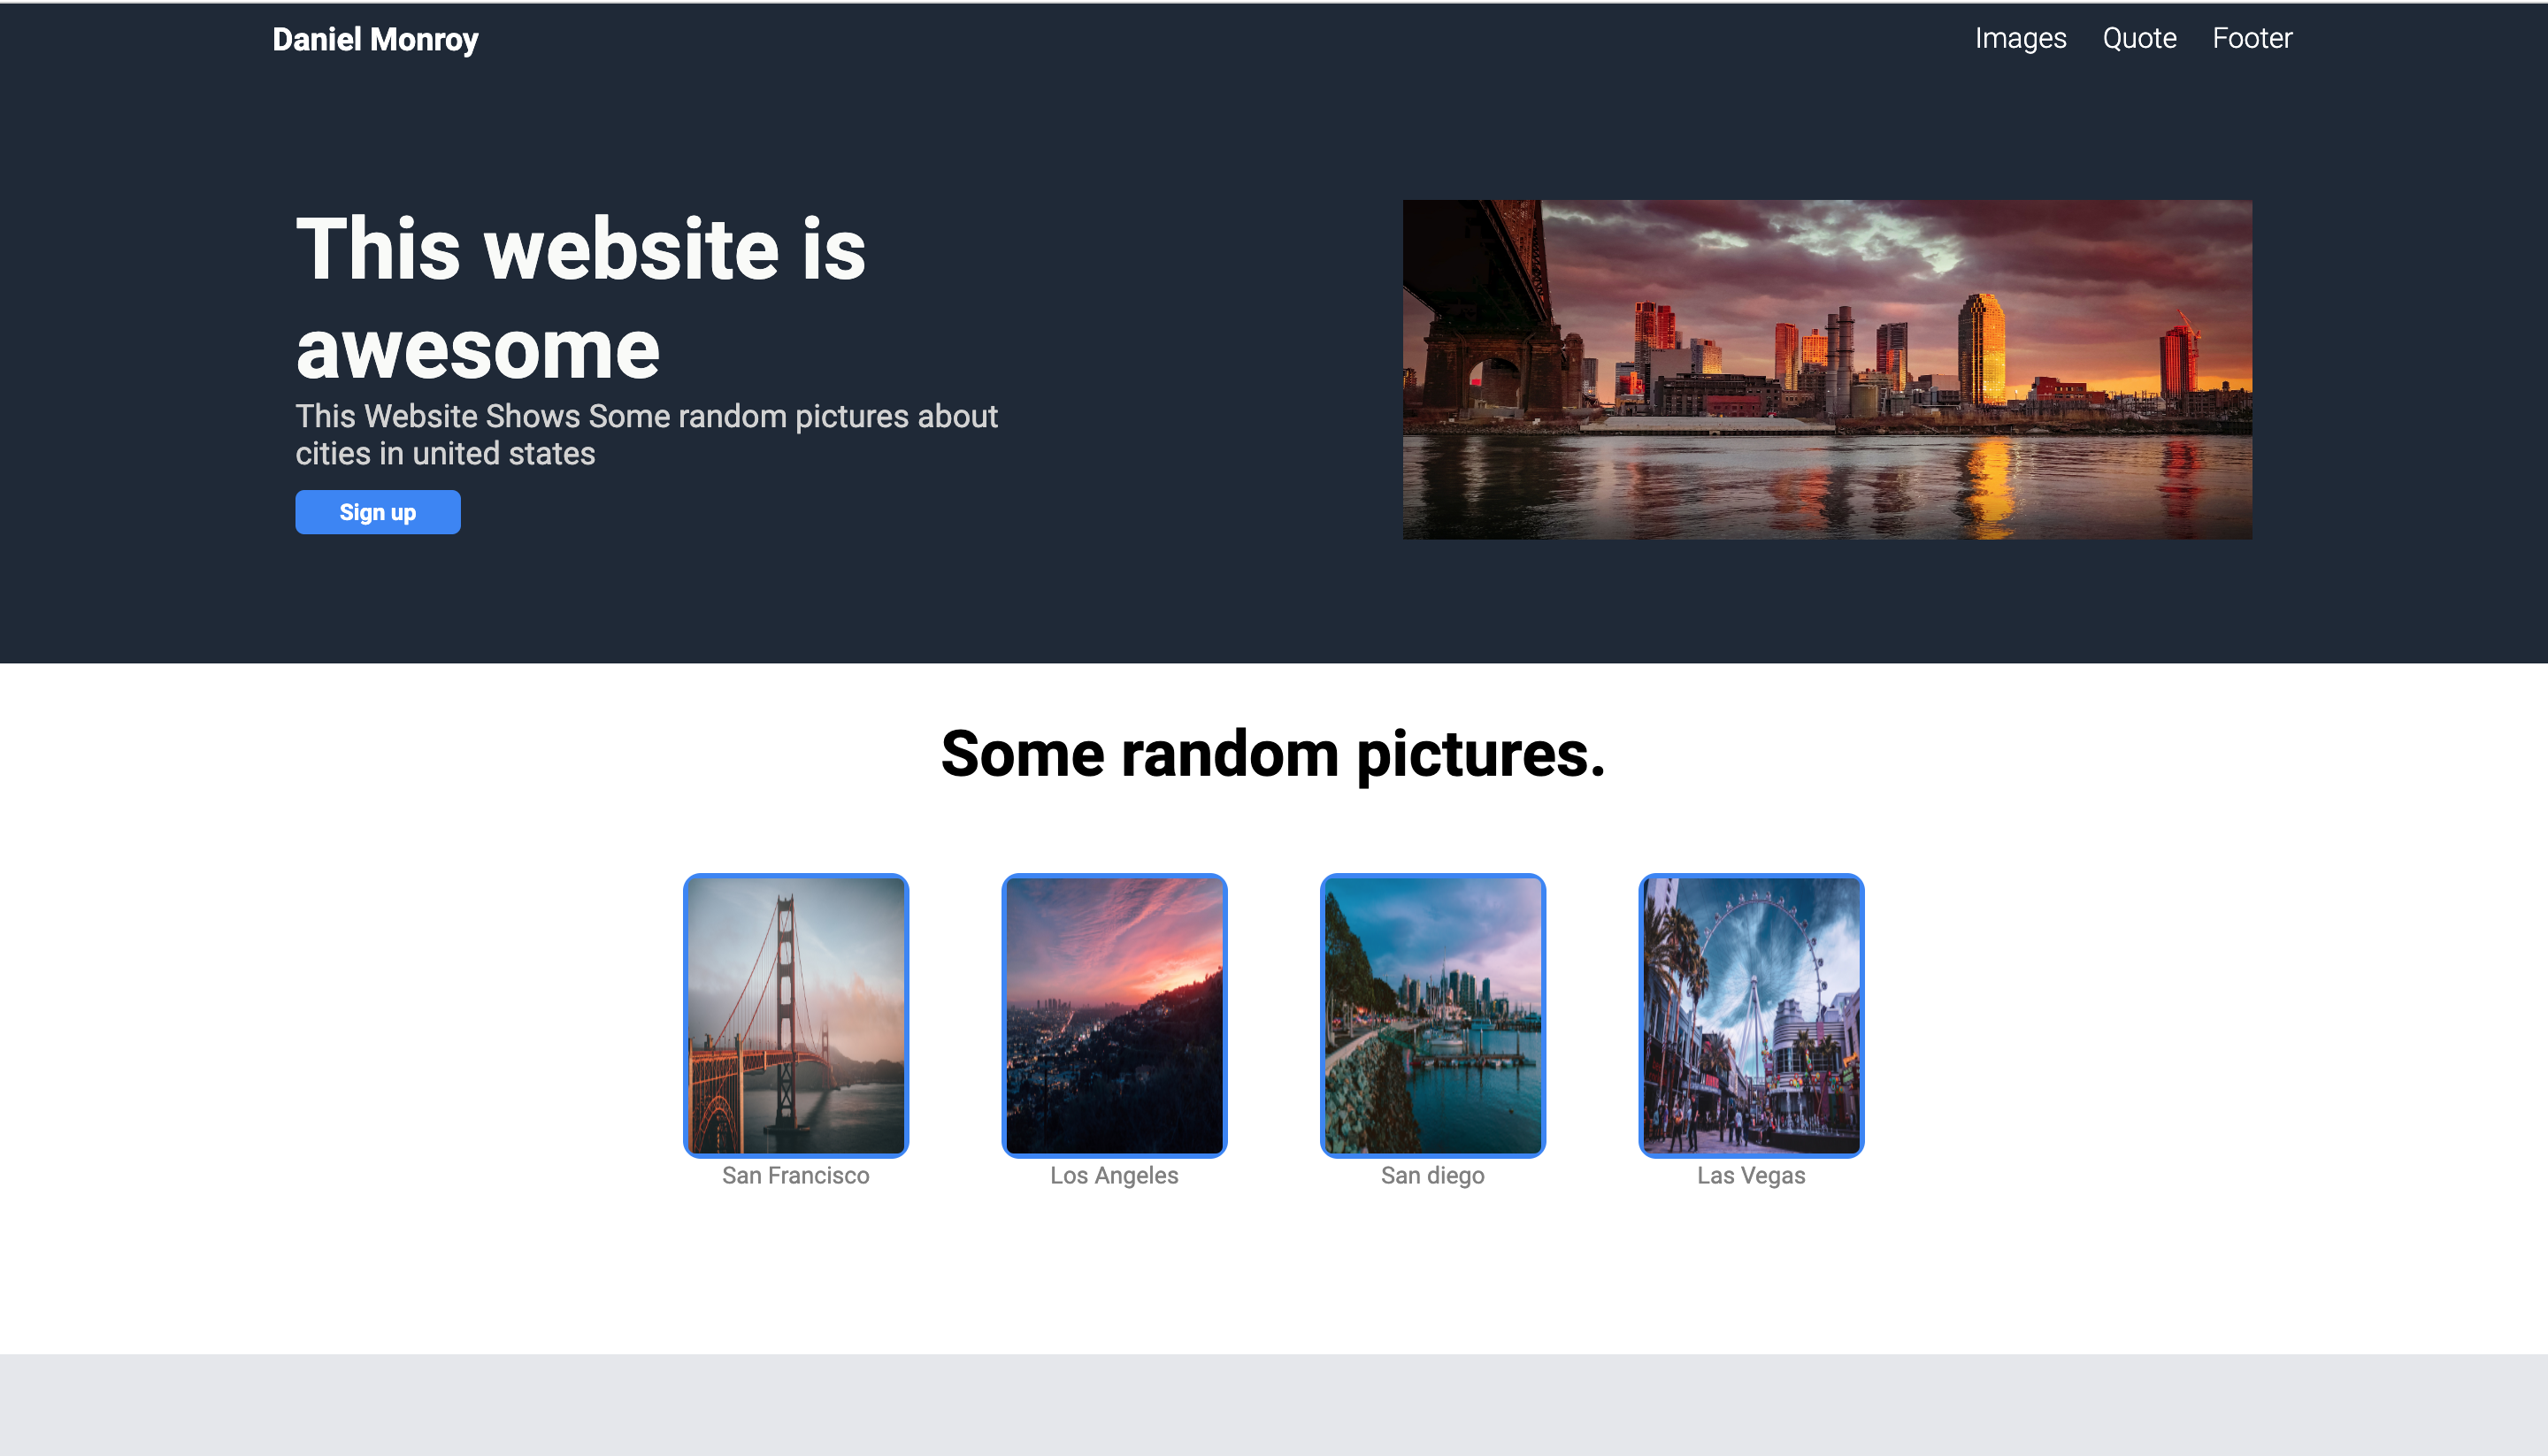 Daniel Monroy
Images Quote Footer
This website is
awesome
This Website Shows Some random pictures about
cities in united states
Sign up
Some random pictures.
San Francisco
Los Angeles
San diego
Las Vegas